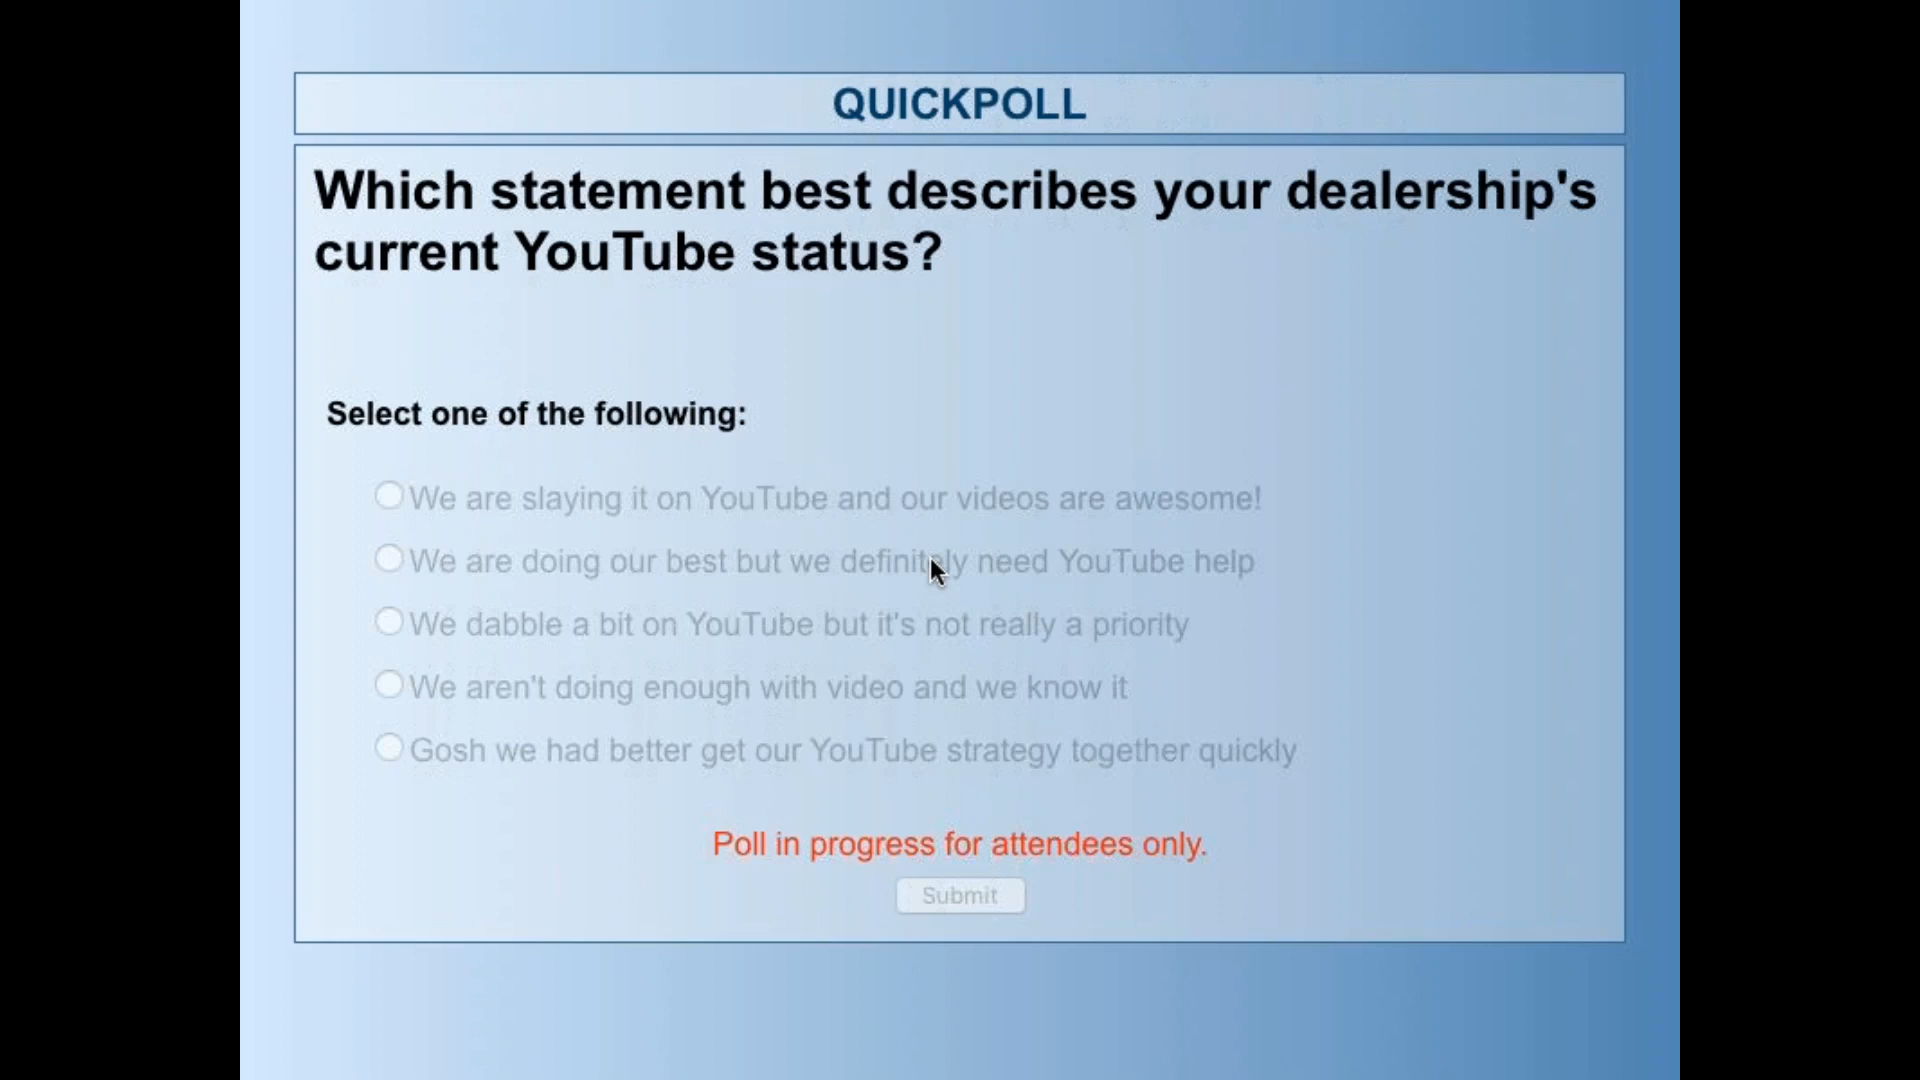 QUICKPOLL
Which statement best describes your dealership's
current YouTube status?
Select one of the following:
We are slaying it on YouTube and our videos are awesome!
We are doing our best but we definitely need YouTube help
We dabble a bit on YouTube but it's not really a priority
We aren't doing enough with video and we know it
Gosh we had better get our YouTube strategy together quickly
Poll in progress for attendees only.
Submit